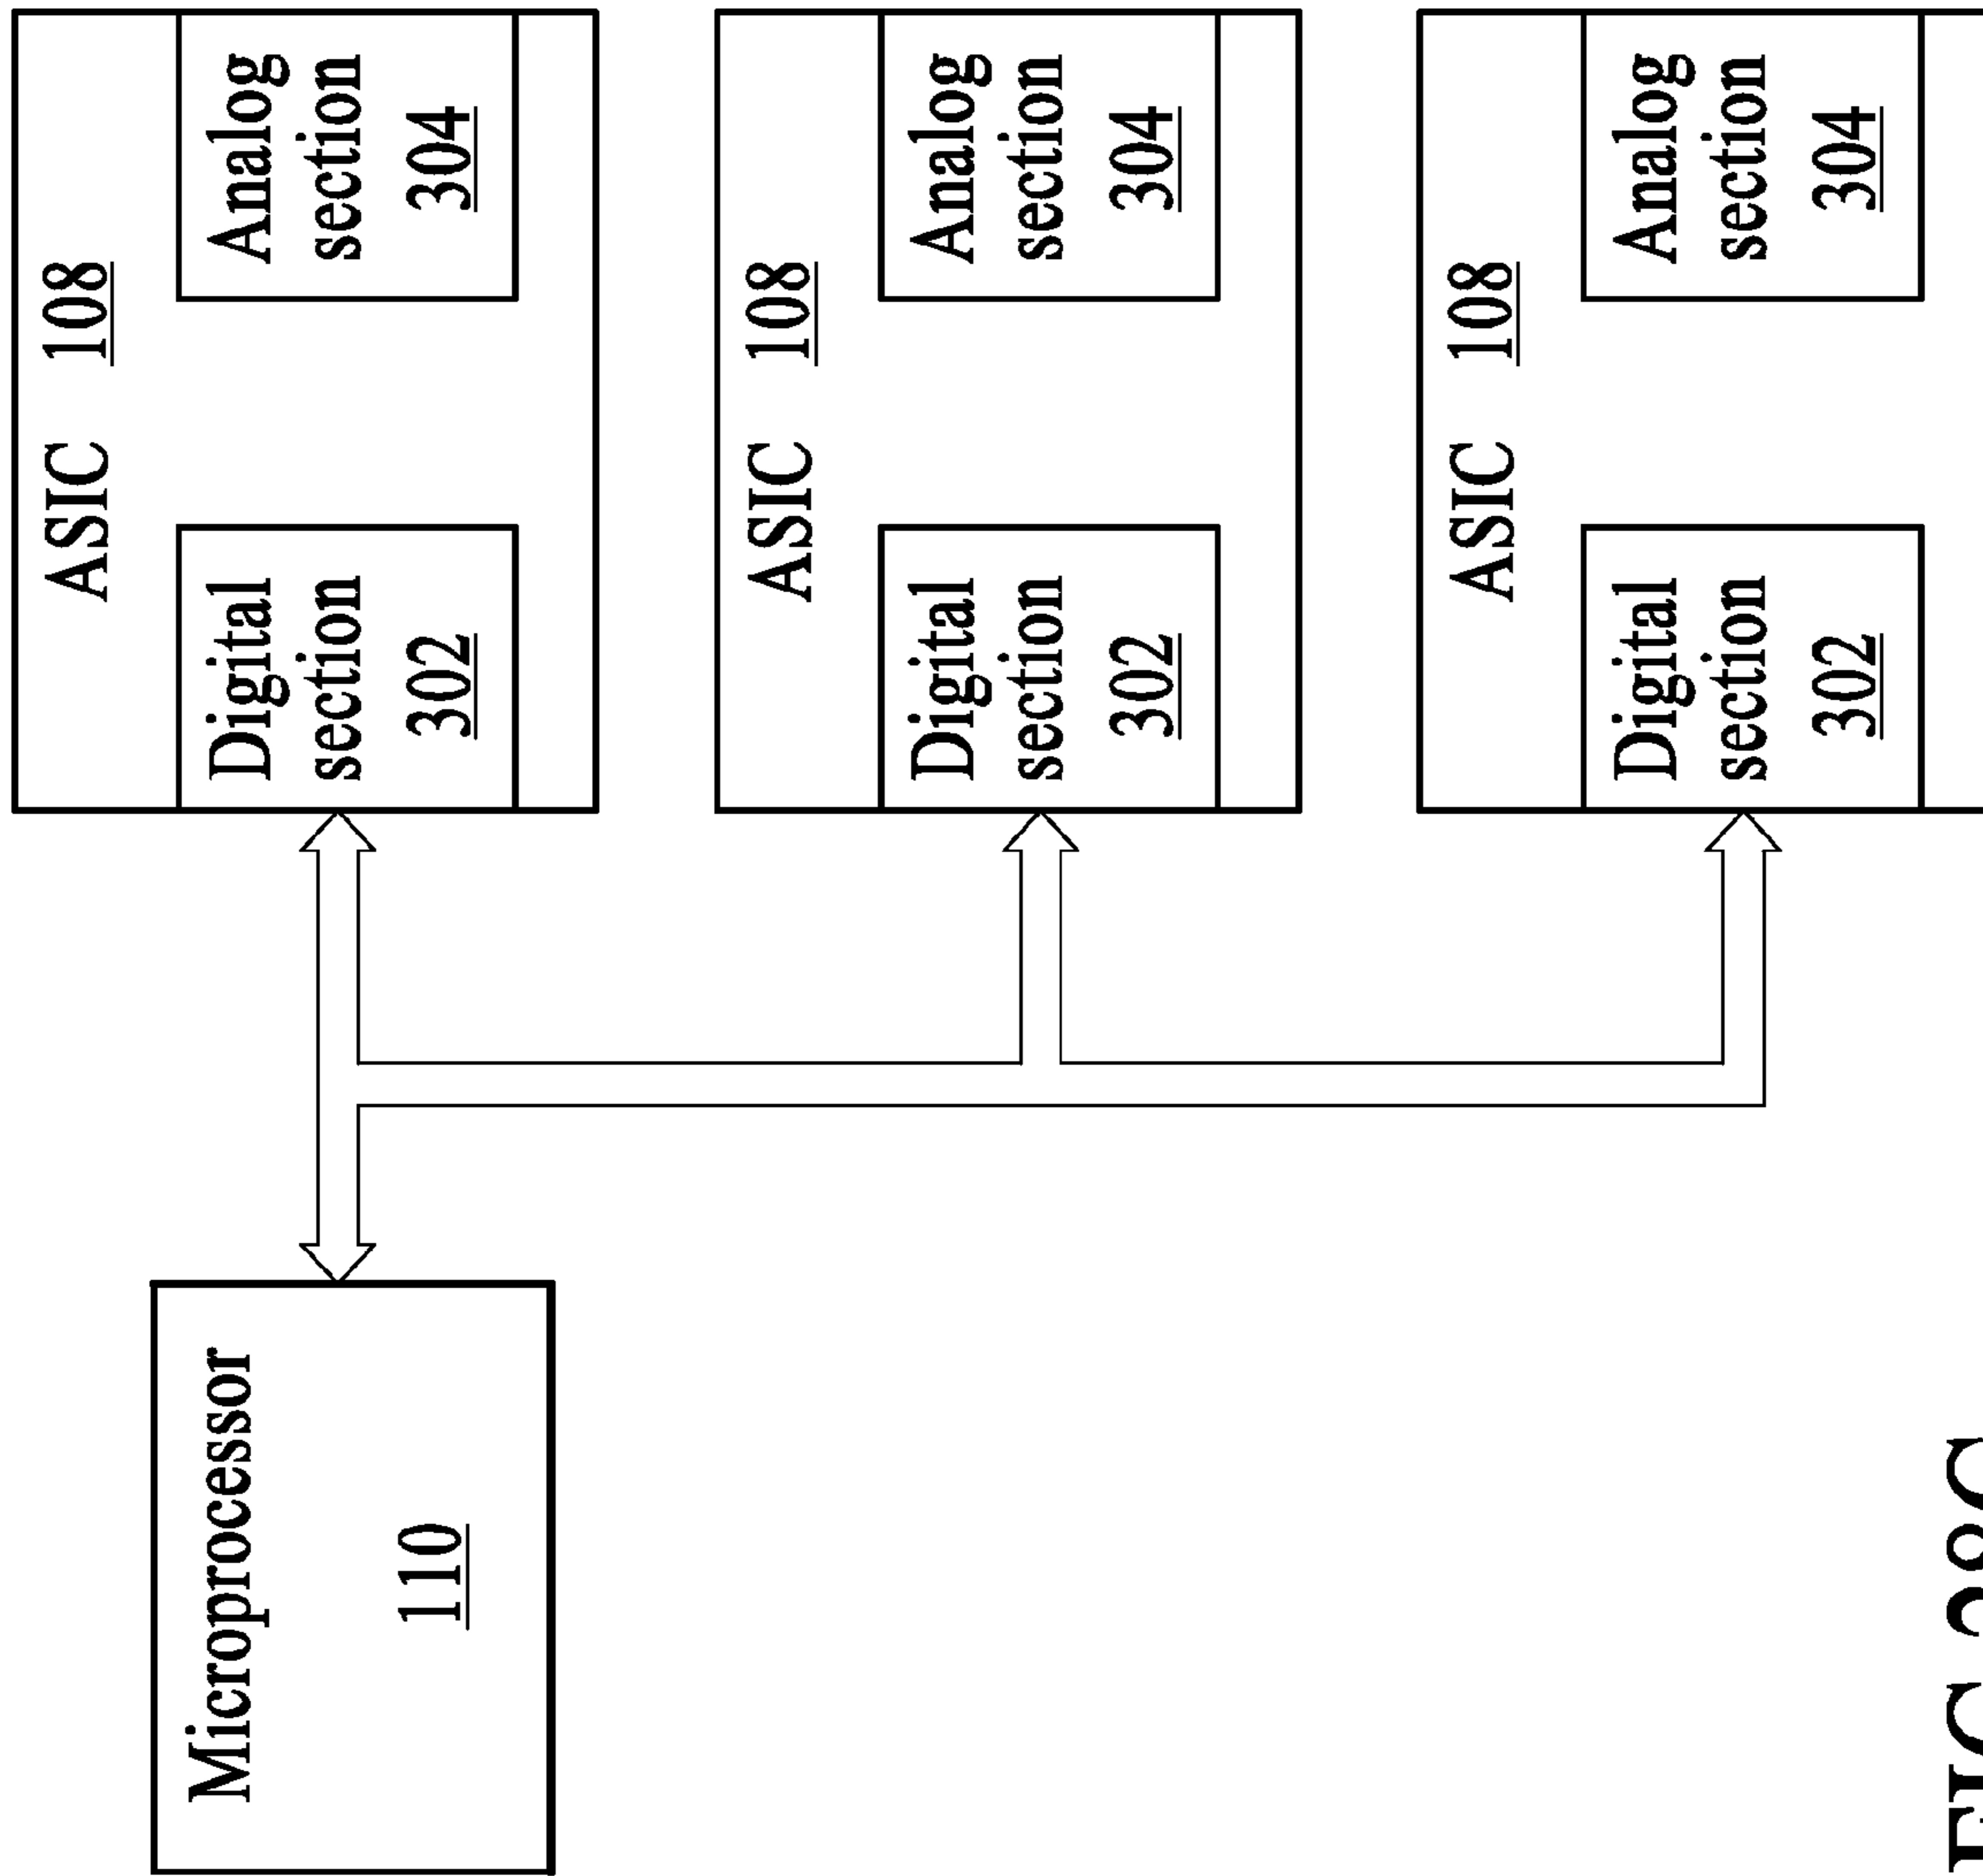 Microprocessor
110
ASIC 108
Digital
section
302
Analog
section
304
ASIC 108
Digital
section
302
Analog
section
304
ASIC 108
Digital
section
302
Analog
section
304